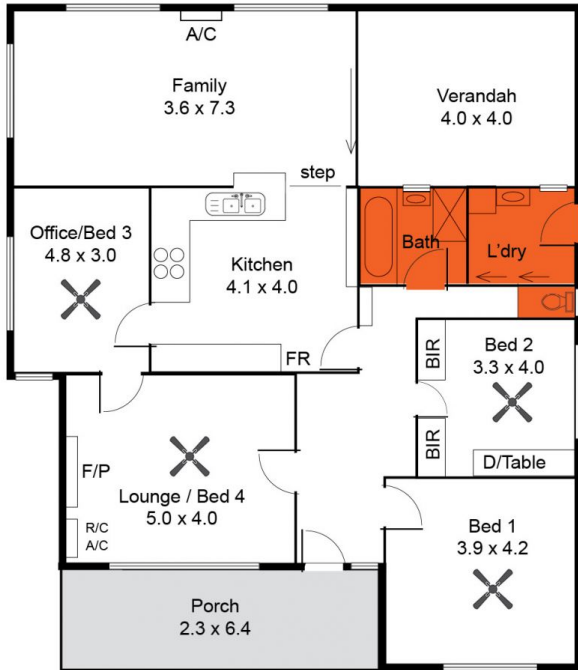 A/C
Family
3.6 x 7.3
Verandah
4.0 x 4.0
step
Office/Bed 3
4.8 x 3.0
Kitchen
4.1 x 4.0
Bath
L'dry
FR
BIR
Bed 2
3.3 x 4.0
BIR
D/Table
F/P
Lounge / Bed 4
5.0 x 4.0
R/C
A/C
Bed 1
3.9 x 4.2
Porch
2.3 x 6.4